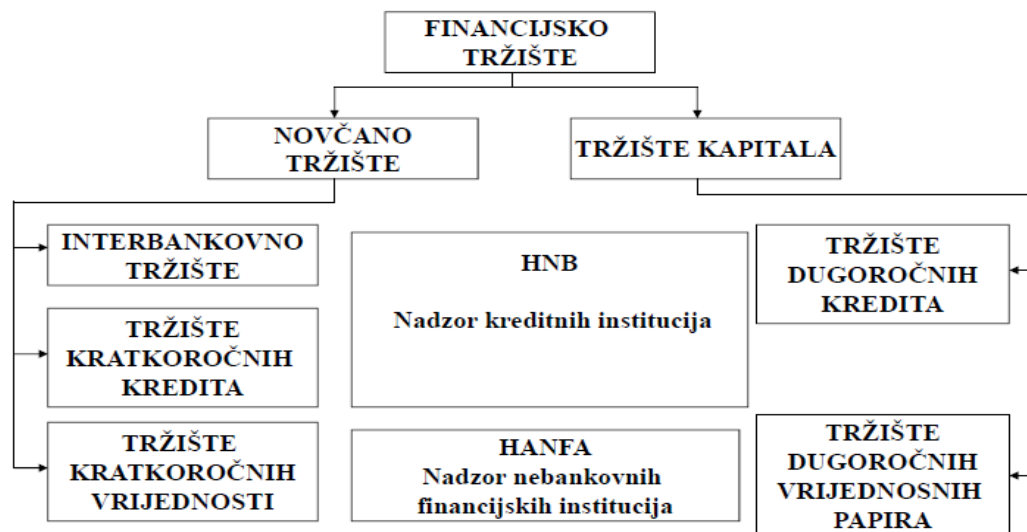 FINANCIJSKO
TRŽIŠTE
NOVČANO
TRŽIŠTE
TRŽIŠTE KAPITALA
INTERBANKOVNO
TRŽIŠTE
TRŽIŠTE
KRATKOROČNIH
KREDITA
TRŽIŠTE
KRATKOROČNIH
VRIJEDNOSTI
HNB
Nadzor kreditnih institucija
HANFA
Nadzor nebankovnih
financijskih institucija
TRŽIŠTE
DUGOROČNIH
KREDITA
TRŽIŠTE
DUGOROČNIH
VRIJEDNOSNIH
PAPIRA